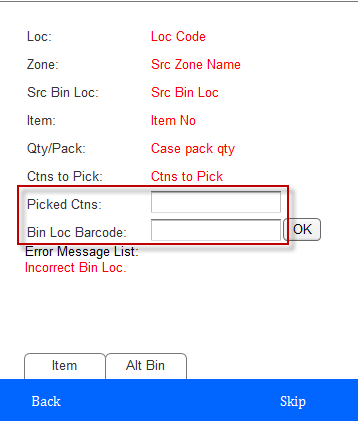 Loc: Loc Code
Zone: Src Zone Name
Src Bin Loc: Src Bin Loc
Item: Item No
Qty/Pack: Case pack qty
Ctns to Pick: Ctns to Pick
Picked Ctns:
Bin Loc Barcode: OK
Error Message List:
Incorrect Bin Loc.
Item Alt Bin
Back Skip